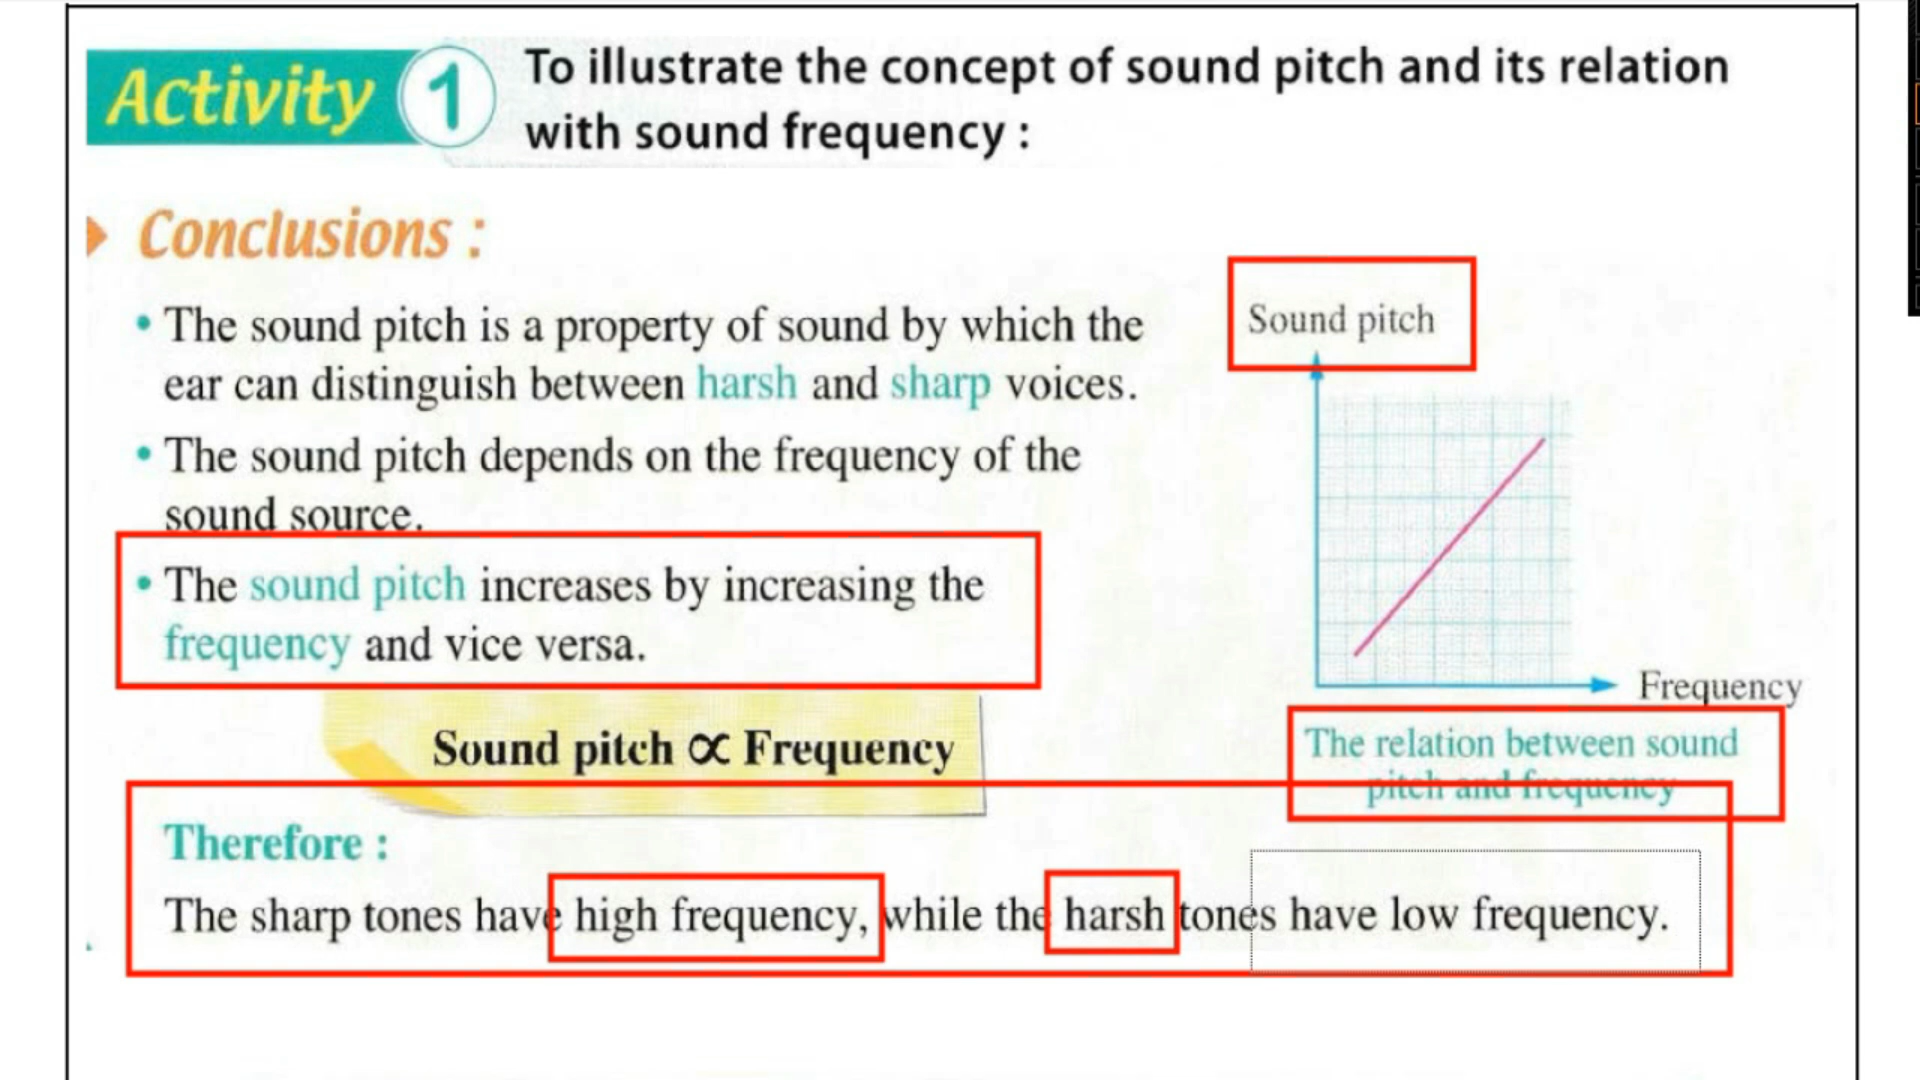 Activity 1 To illustrate the concept of sound pitch and its relation
with sound frequency :
Conclusions :
• The sound pitch is a property of sound by which the
ear can distinguish between harsh and sharp voices.
• The sound pitch depends on the frequency of the
sound source.
• The sound pitch increases by increasing the
frequency and vice versa.
Sound pitch ∝ Frequency
Sound pitch
Frequency
The relation between sound
pitch and frequency
Therefore :
The sharp tones have high frequency, while the harsh tones have low frequency.